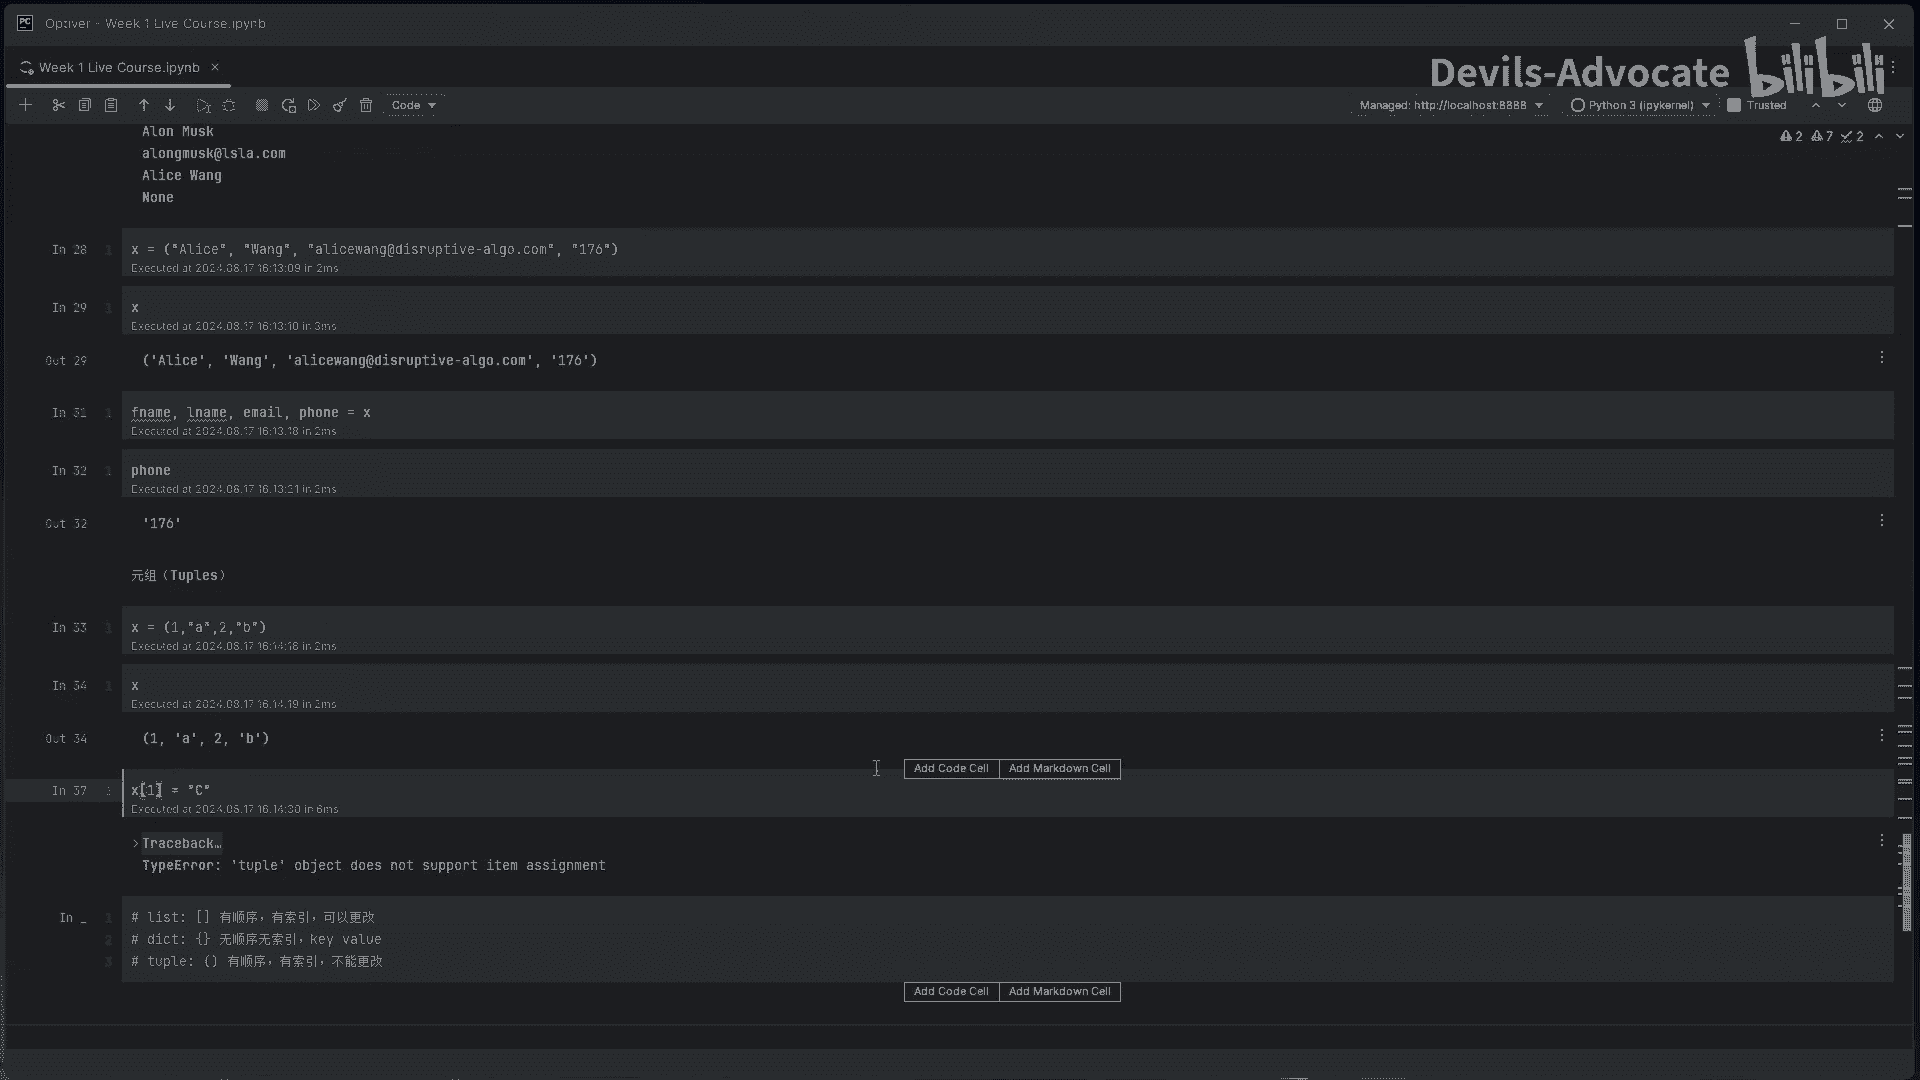 Optiver - Week 1 Live Course.ipynb
Week 1 Live Course.ipynb
Devils-Advocate bilibili
Code
Managed: http://localhost:8888
Python 3 (ipykernel)
Trusted
2 7 2
Alon Musk
alongmusk@lsla.com
Alice Wang
None
In 28 1 x = ("Alice", "Wang", "alicewang@disruptive-algo.com", "176")
Executed at 2024.08.17 16:13:09 in 2ms
In 29 1 x
Executed at 2024.08.17 16:13:10 in 3ms
Out 29 ('Alice', 'Wang', 'alicewang@disruptive-algo.com', '176')
In 31 1 fname, lname, email, phone = x
Executed at 2024.08.17 16:13:18 in 2ms
In 32 1 phone
Executed at 2024.08.17 16:13:21 in 2ms
Out 32 '176'
元组（Tuples）
In 33 1 x = (1,"a",2,"b")
Executed at 2024.08.17 16:14:18 in 2ms
In 34 1 x
Executed at 2024.08.17 16:14:19 in 2ms
Out 34 (1, 'a', 2, 'b')
Add Code Cell Add Markdown Cell
In 37 x[1] = "C"
Executed at 2024.08.17 16:14:30 in 6ms
Traceback…
TypeError: 'tuple' object does not support item assignment
In _ 1 # list: [] 有顺序，有索引，可以更改
2 # dict: {} 无顺序无索引，key value
3 # tuple: () 有顺序，有索引，不能更改
Add Code Cell Add Markdown Cell